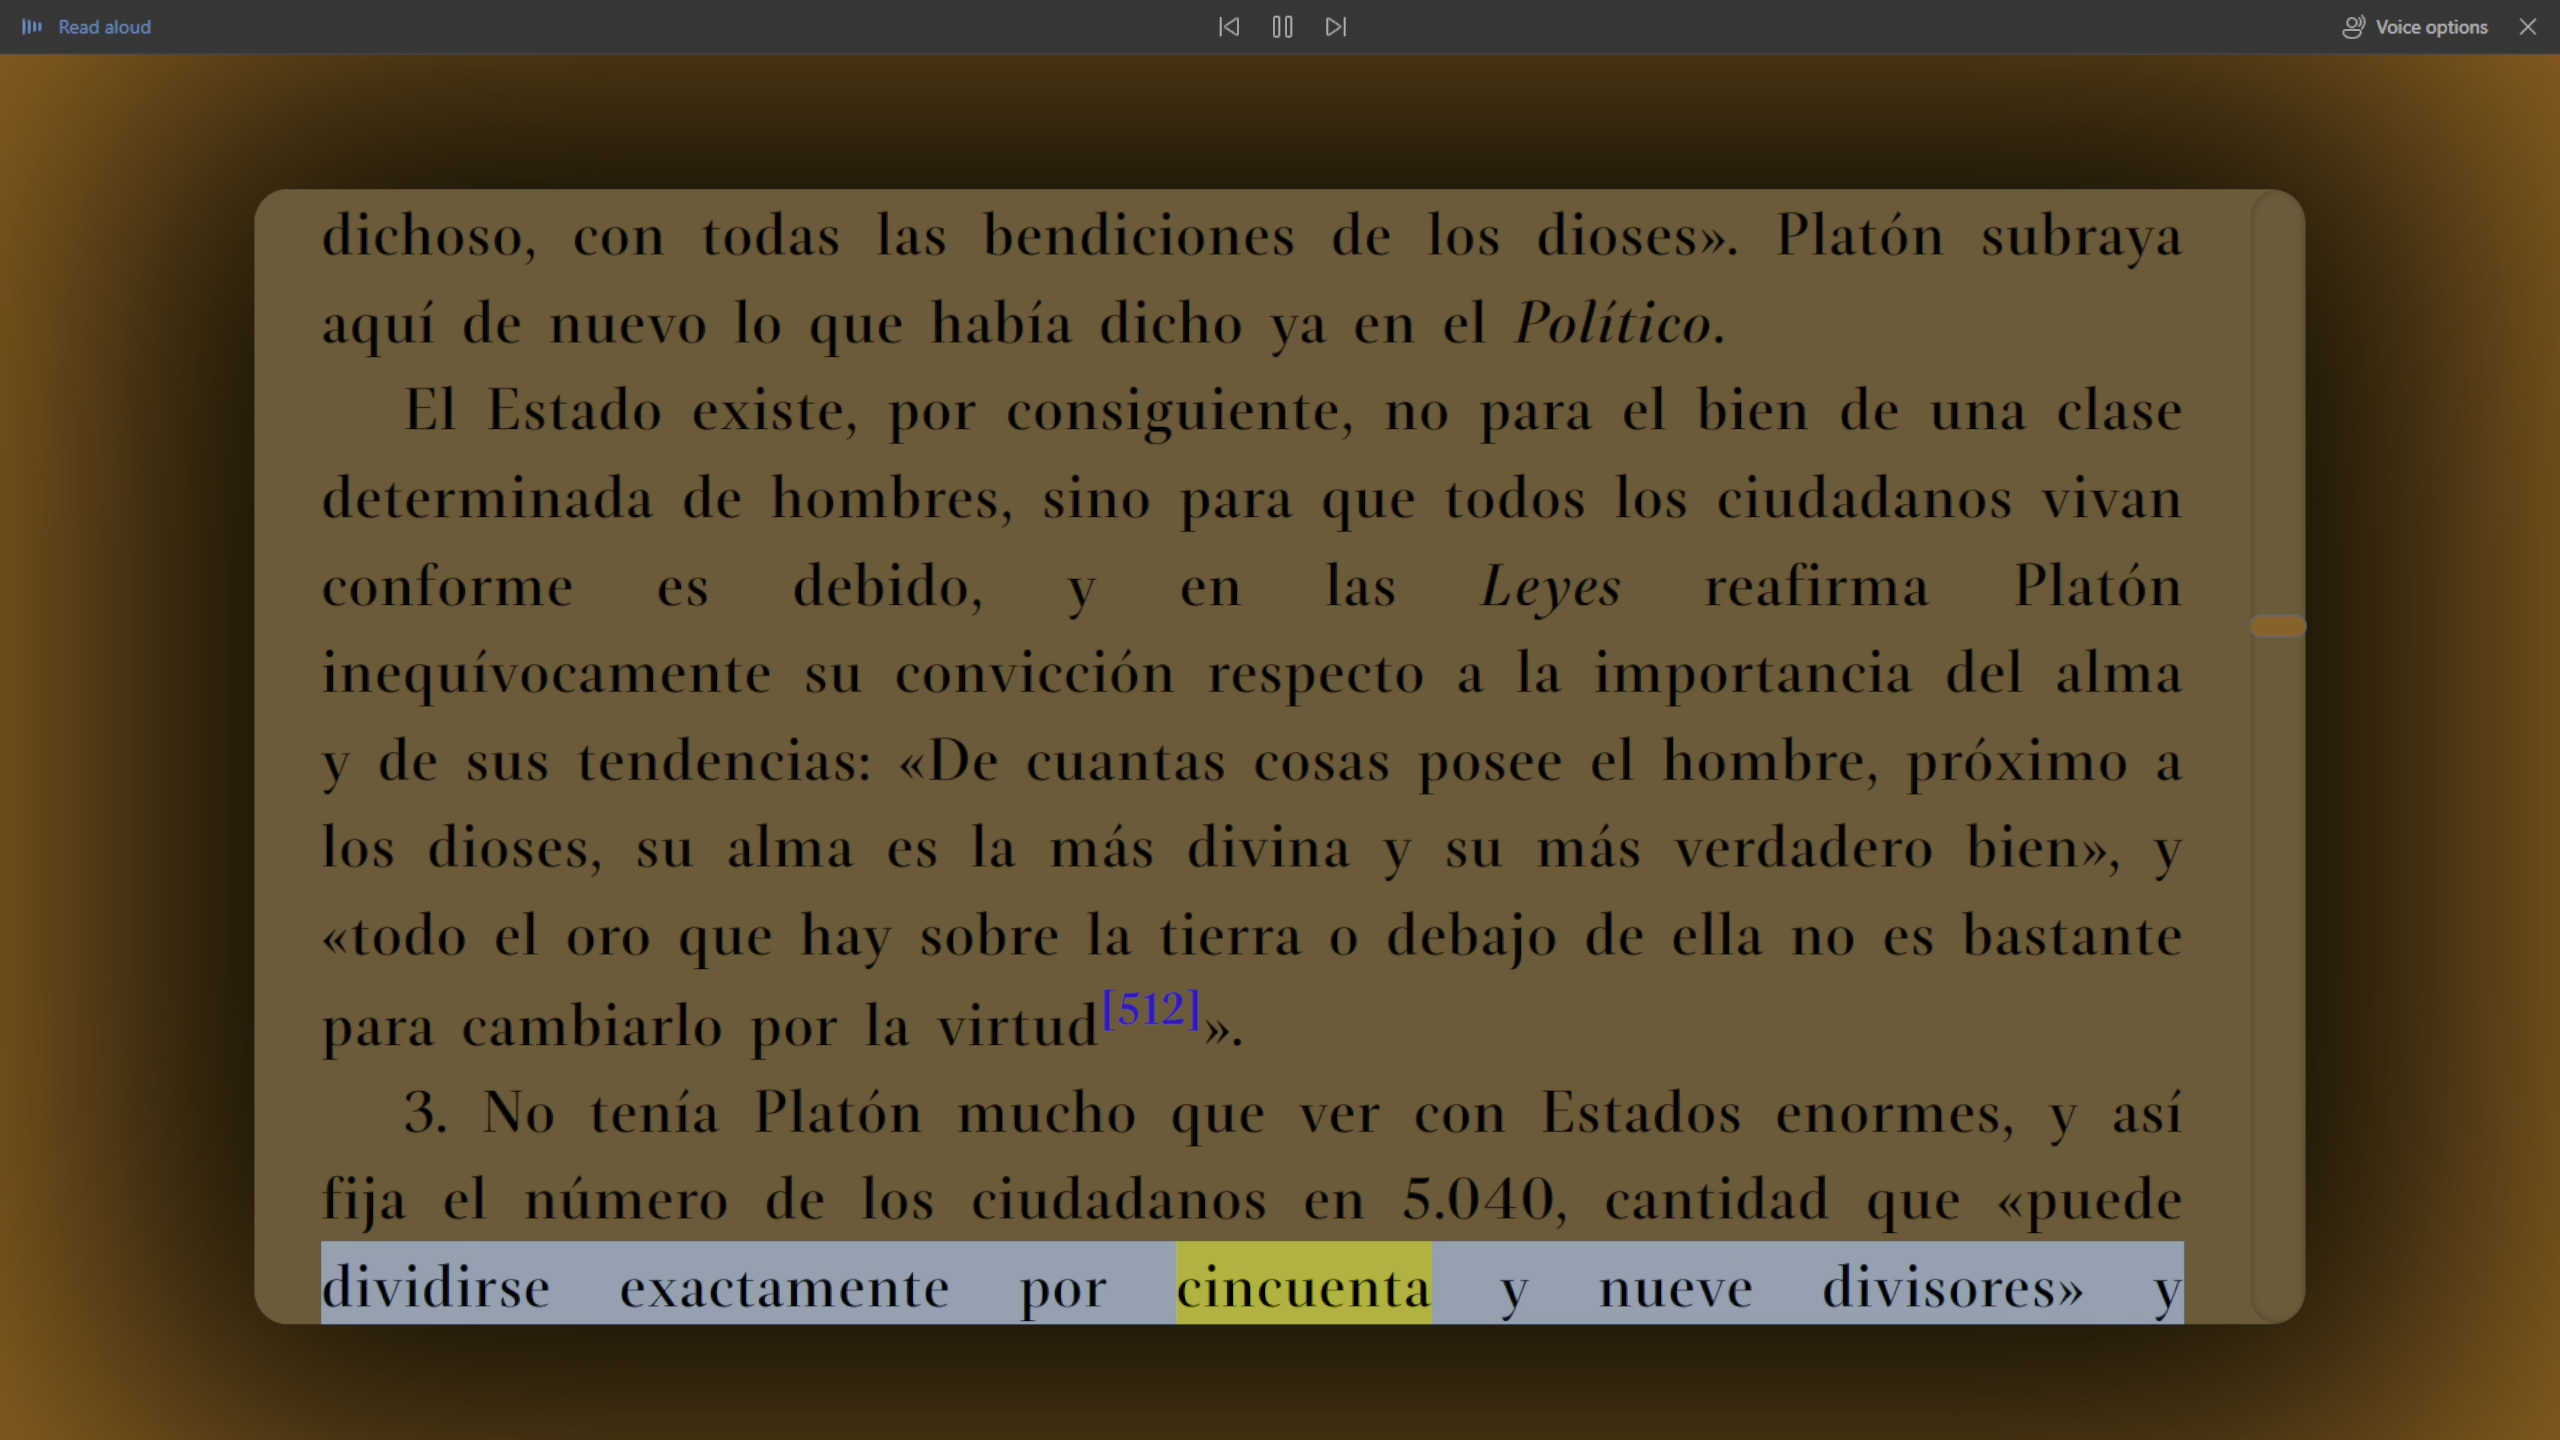 Read aloud
Voice options
dichoso, con todas las bendiciones de los dioses». Platón subraya
aquí de nuevo lo que había dicho ya en el Político.
El Estado existe, por consiguiente, no para el bien de una clase
determinada de hombres, sino para que todos los ciudadanos vivan
conforme es debido, y en las Leyes reafirma Platón
inequívocamente su convicción respecto a la importancia del alma
y de sus tendencias: «De cuantas cosas posee el hombre, próximo a
los dioses, su alma es la más divina y su más verdadero bien», y
«todo el oro que hay sobre la tierra o debajo de ella no es bastante
para cambiarlo por la virtud[512]».
3. No tenía Platón mucho que ver con Estados enormes, y así
fija el número de los ciudadanos en 5.040, cantidad que «puede
dividirse exactamente por cincuenta y nueve divisores» y